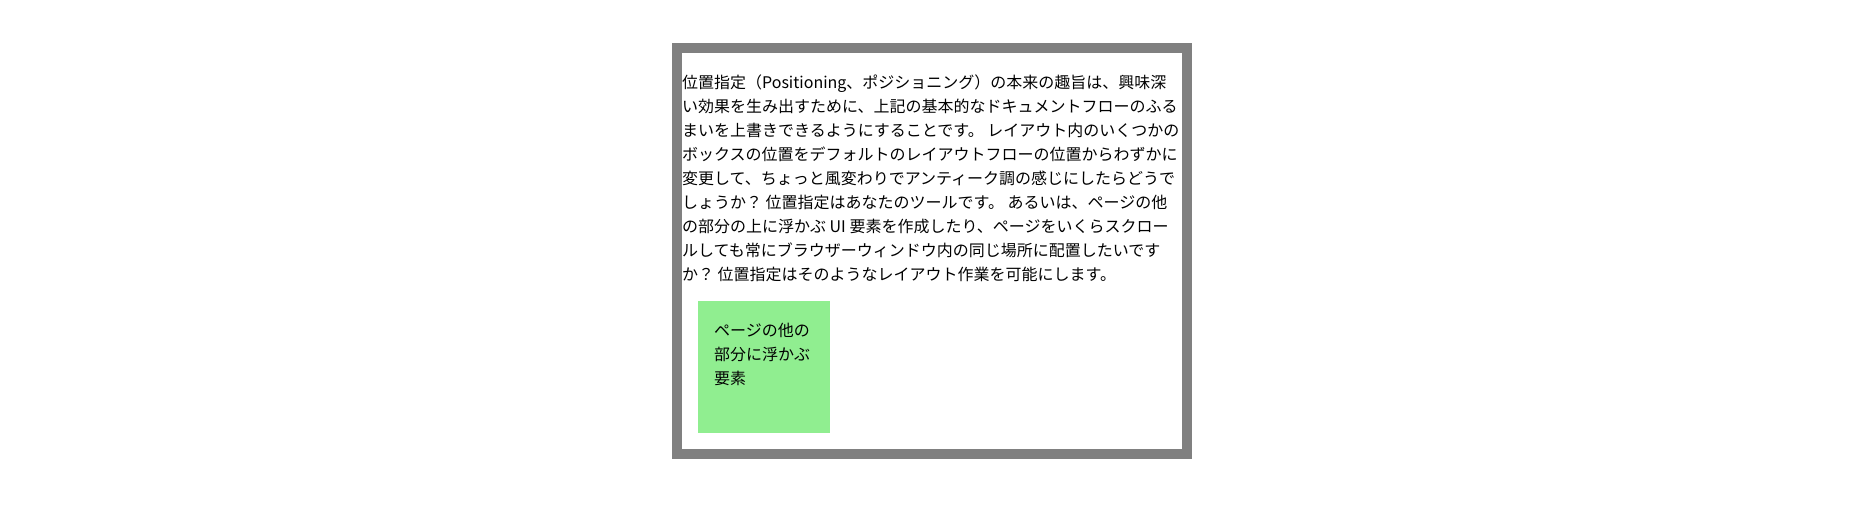 位置指定（Positioning、ポジショニング）の本来の趣旨は、興味深
い効果を生み出すために、上記の基本的なドキュメントフローのふる
まいを上書きできるようにすることです。 レイアウト内のいくつかの
ボックスの位置をデフォルトのレイアウトフローの位置からわずかに
変更して、ちょっと風変わりでアンティーク調の感じにしたらどうで
しょうか？ 位置指定はあなたのツールです。 あるいは、ページの他
の部分の上に浮かぶ UI 要素を作成したり、ページをいくらスクロー
ルしても常にブラウザーウィンドウ内の同じ場所に配置したいです
か？ 位置指定はそのようなレイアウト作業を可能にします。
ページの他の
部分に浮かぶ
要素